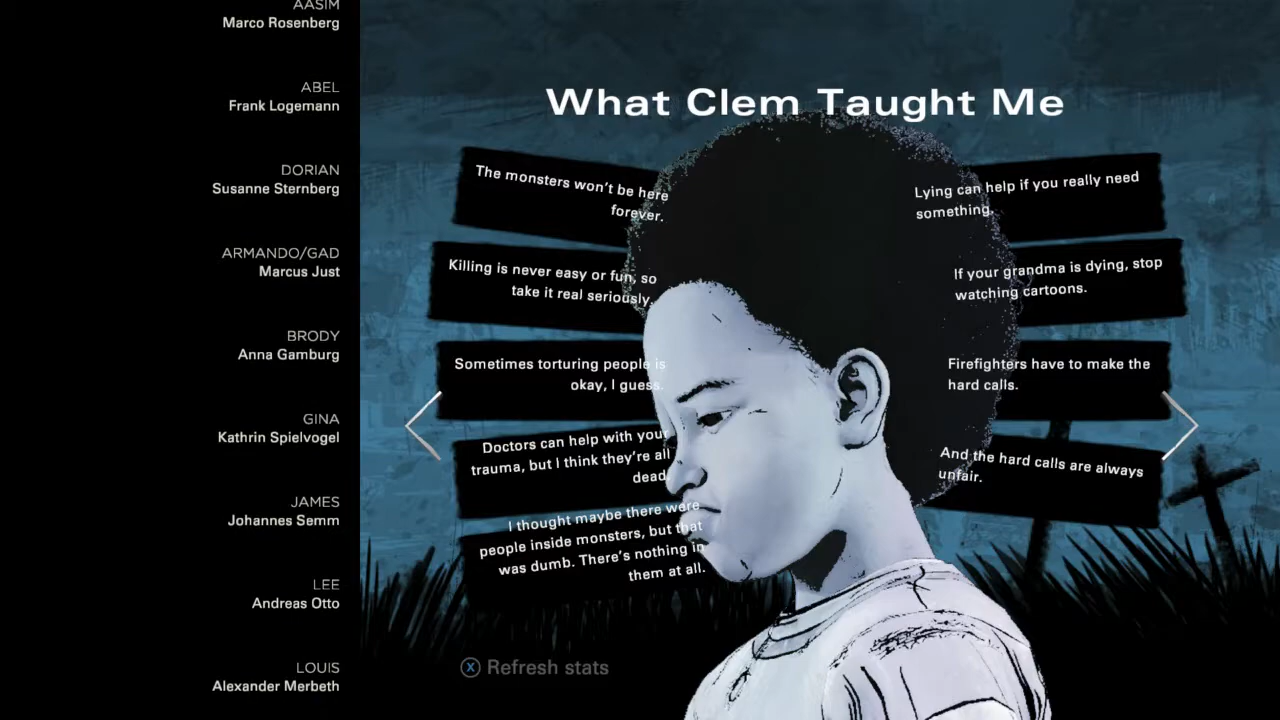 AASIM
Marco Rosenberg
ABEL
Frank Logemann
DORIAN
Susanne Sternberg
ARMANDO/GAD
Marcus Just
BRODY
Anna Gamburg
GINA
Kathrin Spielvogel
JAMES
Johannes Semm
LEE
Andreas Otto
LOUIS
Alexander Merbeth
What Clem Taught Me
The monsters won't be here
forever.
Killing is never easy or fun, so
take it real seriously.
Sometimes torturing people is
okay, I guess.
Doctors can help with your
trauma, but I think they're all
dead.
I thought maybe there were
people inside monsters, but that
was dumb. There's nothing in
them at all.
Lying can help if you really need
something.
If your grandma is dying, stop
watching cartoons.
Firefighters have to make the
hard calls.
And the hard calls are always
unfair.
X Refresh stats